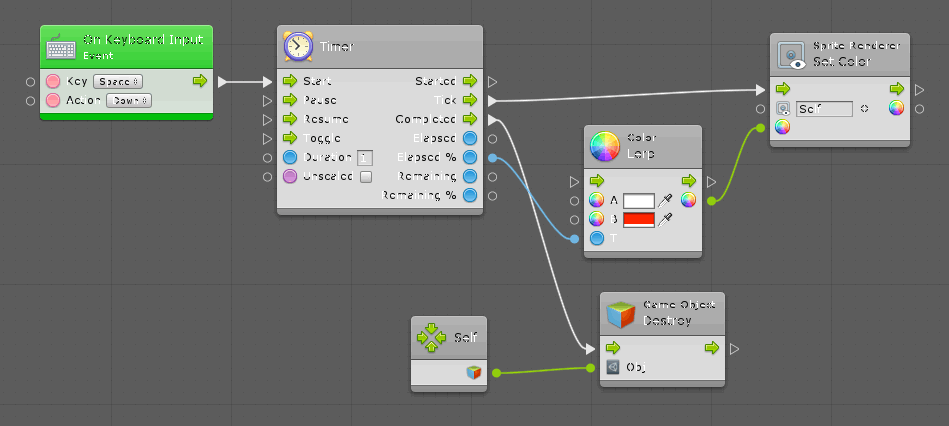 On Keyboard Input
Event
Key Space
Action Down
Timer
Start Started
Pause Tick
Resume Completed
Toggle Elapsed
Duration 1 Elapsed %
Unscaled Remaining
Remaining %
Color
Lerp
A
B
T
Sprite Renderer
Set Color
Self
Self
Game Object
Destroy
Obj